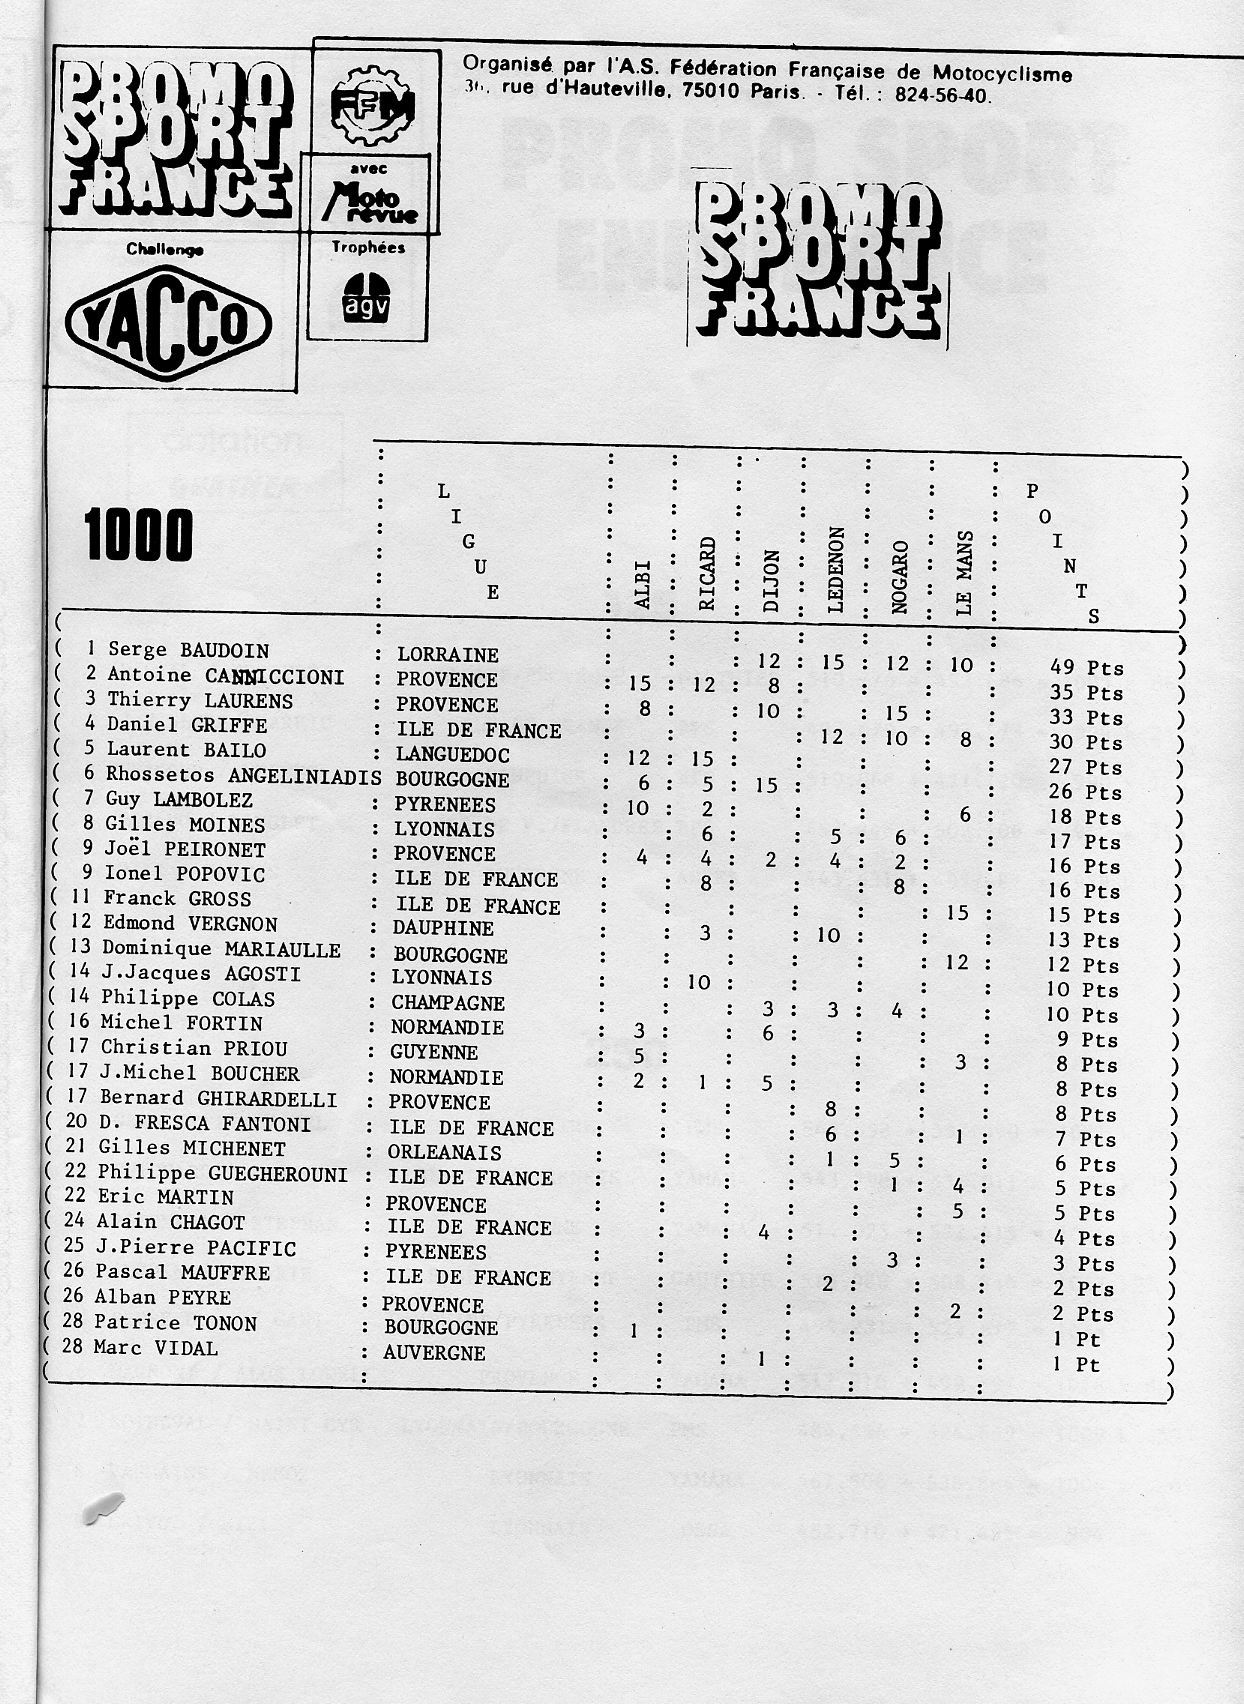 PROMO
SPORT
FRANCE
FFM
avec
Moto
revue
Challenge
YACCO
Trophées
agv
Organisé par l'A.S. Fédération Française de Motocyclisme
36, rue d'Hauteville, 75010 Paris. - Tél. : 824-56-40.
PROMO
SPORT
FRANCE
1000
LIGUE : ALBI : RICARD : DIJON : LEDENON : NOGARO : LE MANS : POINTS )
( 1 Serge BAUDOIN : LORRAINE : : : 12 : 15 : 12 : 10 : 49 Pts )
( 2 Antoine CANNICCIONI : PROVENCE : 15 : 12 : 8 : : : : 35 Pts )
( 3 Thierry LAURENS : PROVENCE : 8 : : 10 : : 15 : : 33 Pts )
( 4 Daniel GRIFFE : ILE DE FRANCE : : : : 12 : 10 : 8 : 30 Pts )
( 5 Laurent BAILO : LANGUEDOC : 12 : 15 : : : : : 27 Pts )
( 6 Rhossetos ANGELINIADIS BOURGOGNE : 6 : 5 : 15 : : : : 26 Pts )
( 7 Guy LAMBOLEZ : PYRENEES : 10 : 2 : : : : 6 : 18 Pts )
( 8 Gilles MOINES : LYONNAIS : : 6 : : 5 : 6 : : 17 Pts )
( 9 Joël PEIRONET : PROVENCE : 4 : 4 : 2 : 4 : 2 : : 16 Pts )
( 9 Ionel POPOVIC : ILE DE FRANCE : : 8 : : : 8 : : 16 Pts )
( 11 Franck GROSS : ILE DE FRANCE : : : : : : 15 : 15 Pts )
( 12 Edmond VERGNON : DAUPHINE : : 3 : : 10 : : : 13 Pts )
( 13 Dominique MARIAULLE : BOURGOGNE : : : : : : 12 : 12 Pts )
( 14 J.Jacques AGOSTI : LYONNAIS : : 10 : : : : : 10 Pts )
( 14 Philippe COLAS : CHAMPAGNE : : : 3 : 3 : 4 : : 10 Pts )
( 16 Michel FORTIN : NORMANDIE : 3 : : 6 : : : : 9 Pts )
( 17 Christian PRIOU : GUYENNE : 5 : : : : : 3 : 8 Pts )
( 17 J.Michel BOUCHER : NORMANDIE : 2 : 1 : 5 : : : : 8 Pts )
( 17 Bernard GHIRARDELLI : PROVENCE : : : : 8 : : : 8 Pts )
( 20 D. FRESCA FANTONI : ILE DE FRANCE : : : : 6 : : 1 : 7 Pts )
( 21 Gilles MICHENET : ORLEANAIS : : : : 1 : 5 : : 6 Pts )
( 22 Philippe GUEGHEROUNI : ILE DE FRANCE : : : : : 1 : 4 : 5 Pts )
( 22 Eric MARTIN : PROVENCE : : : : : : 5 : 5 Pts )
( 24 Alain CHAGOT : ILE DE FRANCE : : : 4 : : : : 4 Pts )
( 25 J.Pierre PACIFIC : PYRENEES : : : : : 3 : : 3 Pts )
( 26 Pascal MAUFFRE : ILE DE FRANCE : : : : 2 : : : 2 Pts )
( 26 Alban PEYRE : PROVENCE : : : : : : 2 : 2 Pts )
( 28 Patrice TONON : BOURGOGNE : 1 : : : : : : 1 Pt )
( 28 Marc VIDAL : AUVERGNE : : : 1 : : : : 1 Pt )